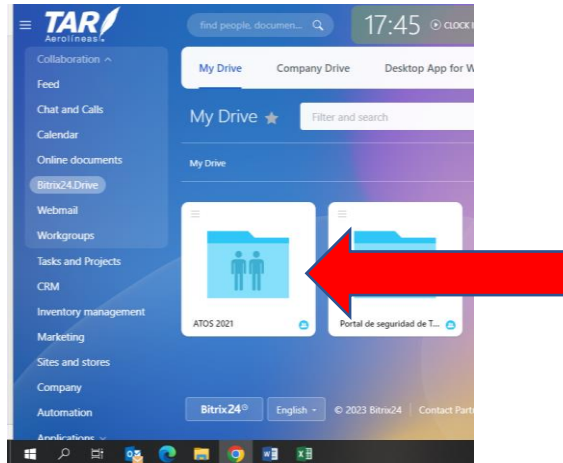 TAR
Aerolíneas
find people, documen...
17:45
CLOCK
Collaboration
Feed
Chat and Calls
Calendar
Online documents
Bitrix24.Drive
Webmail
Workgroups
Tasks and Projects
CRM
Inventory management
Marketing
Sites and stores
Company
Automation
Applications
My Drive
Company Drive
Desktop App for W
My Drive
Filter and search
My Drive
ATOS 2021
Portal de seguridad de T...
Bitrix24
English
© 2023 Bitrix24
Contact Part